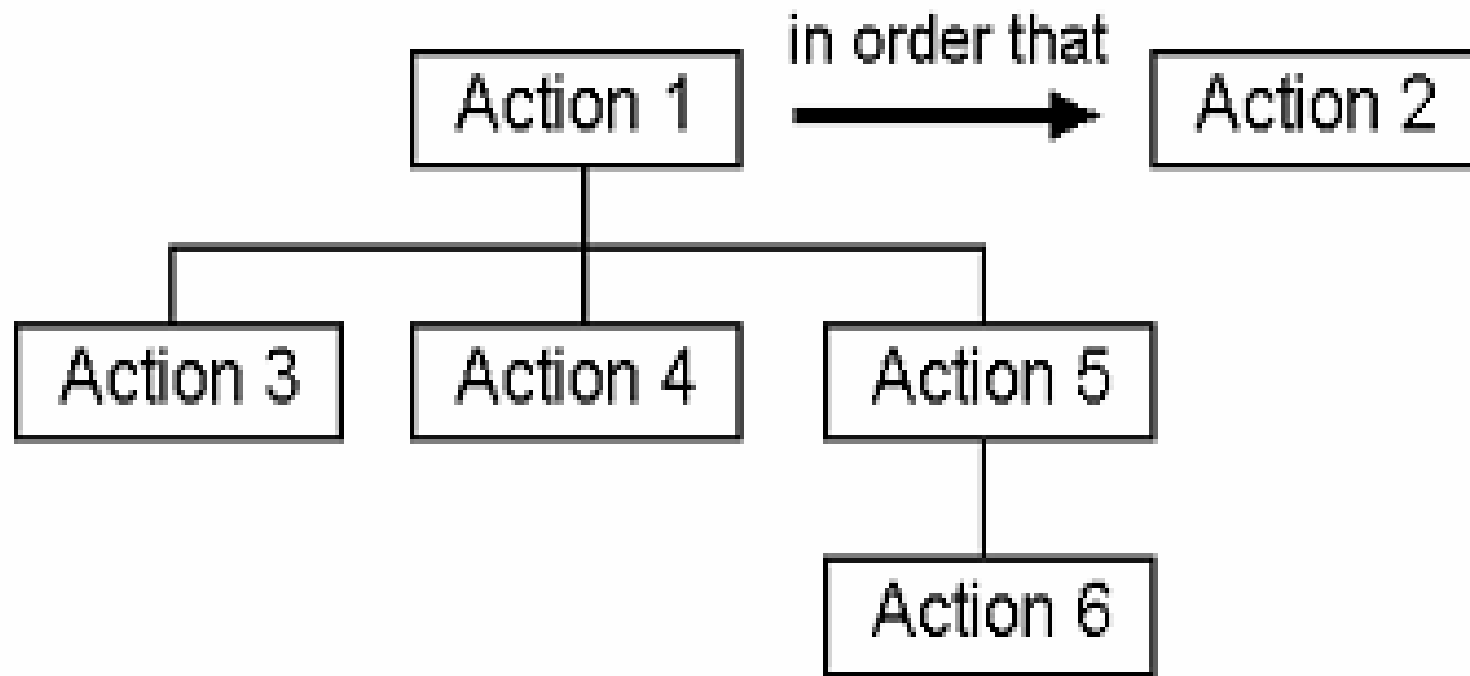 in order that
Action 1
Action 2
Action 3
Action 4
Action 5
Action 6